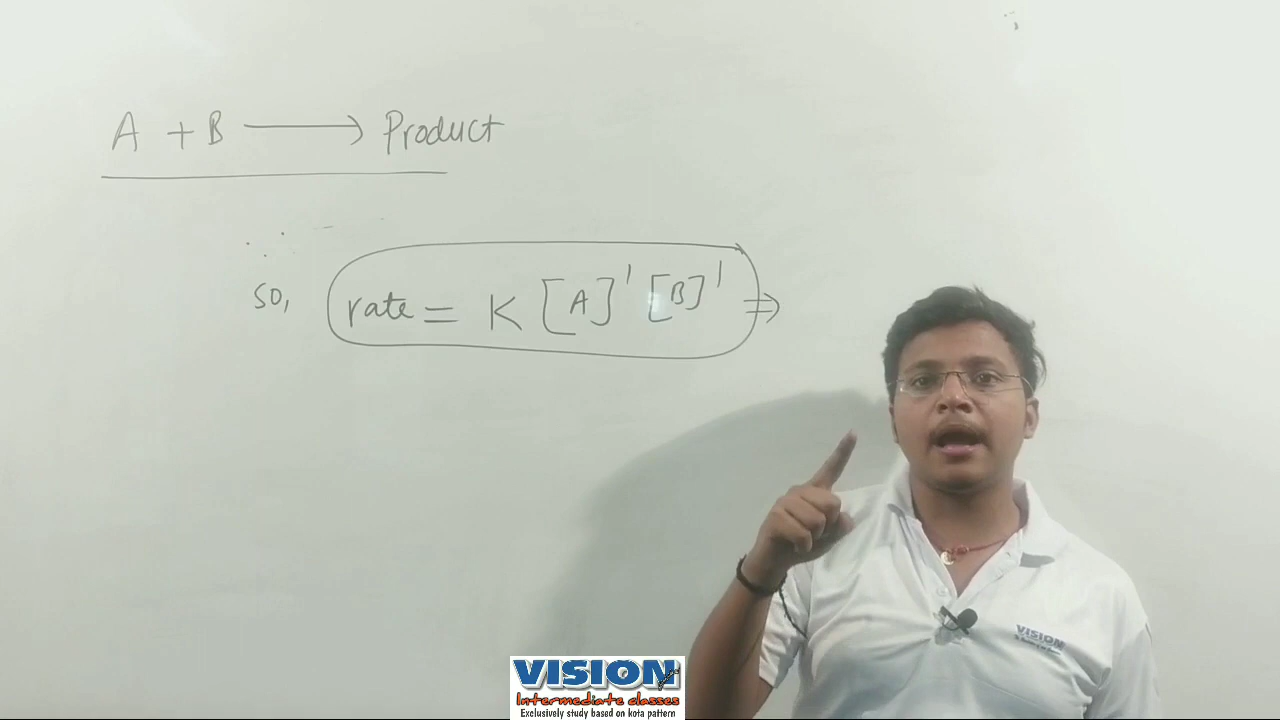 A + B ⟶ Product
so, rate = K [A]¹ [B]¹ ⇒
VISION
VISION
Intermediate classes
Exclusively study based on kota pattern